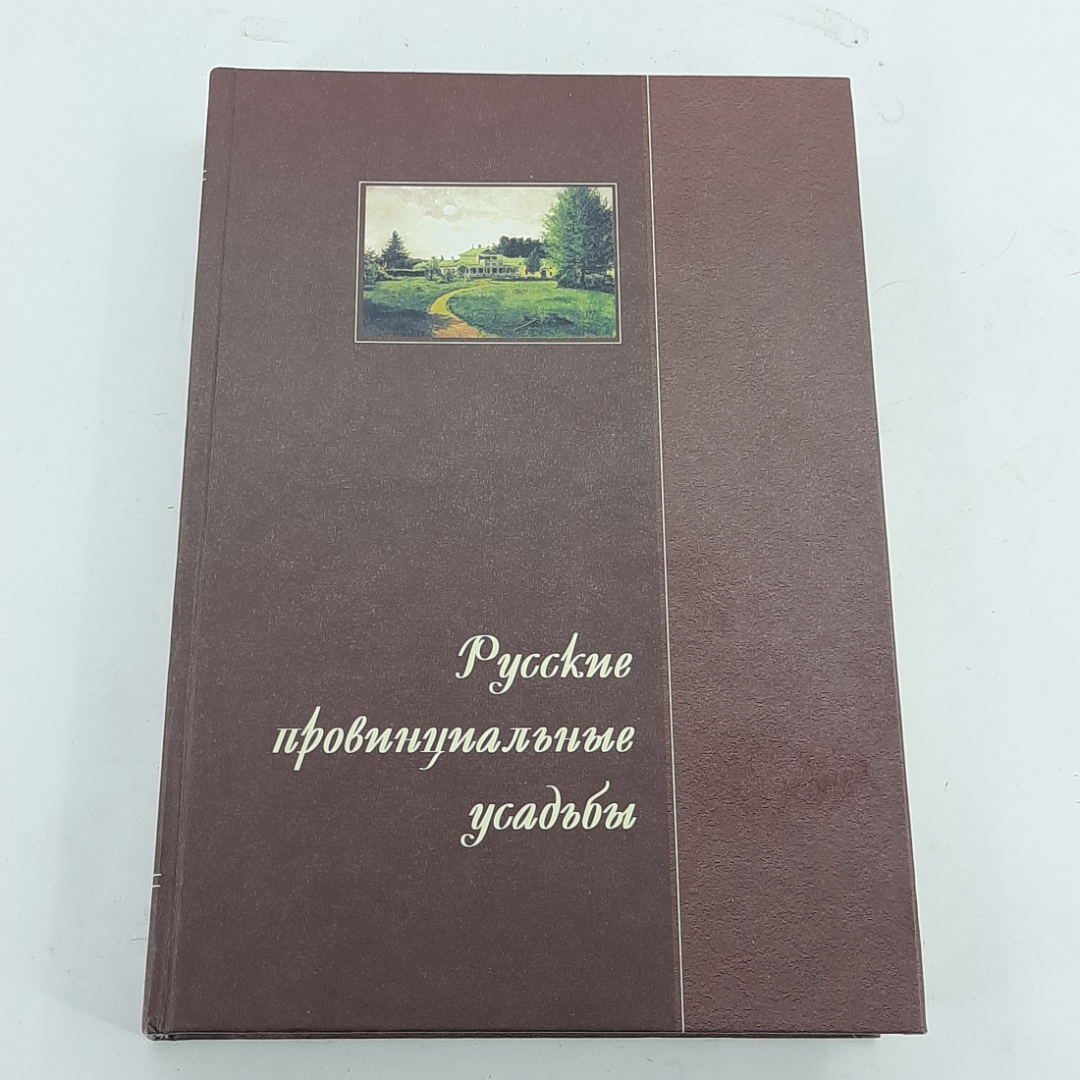 Русские
провинциальные
усадьбы